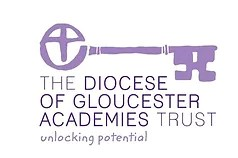 THE DIOCESE
OF GLOUCESTER
ACADEMIES TRUST
unlocking potential